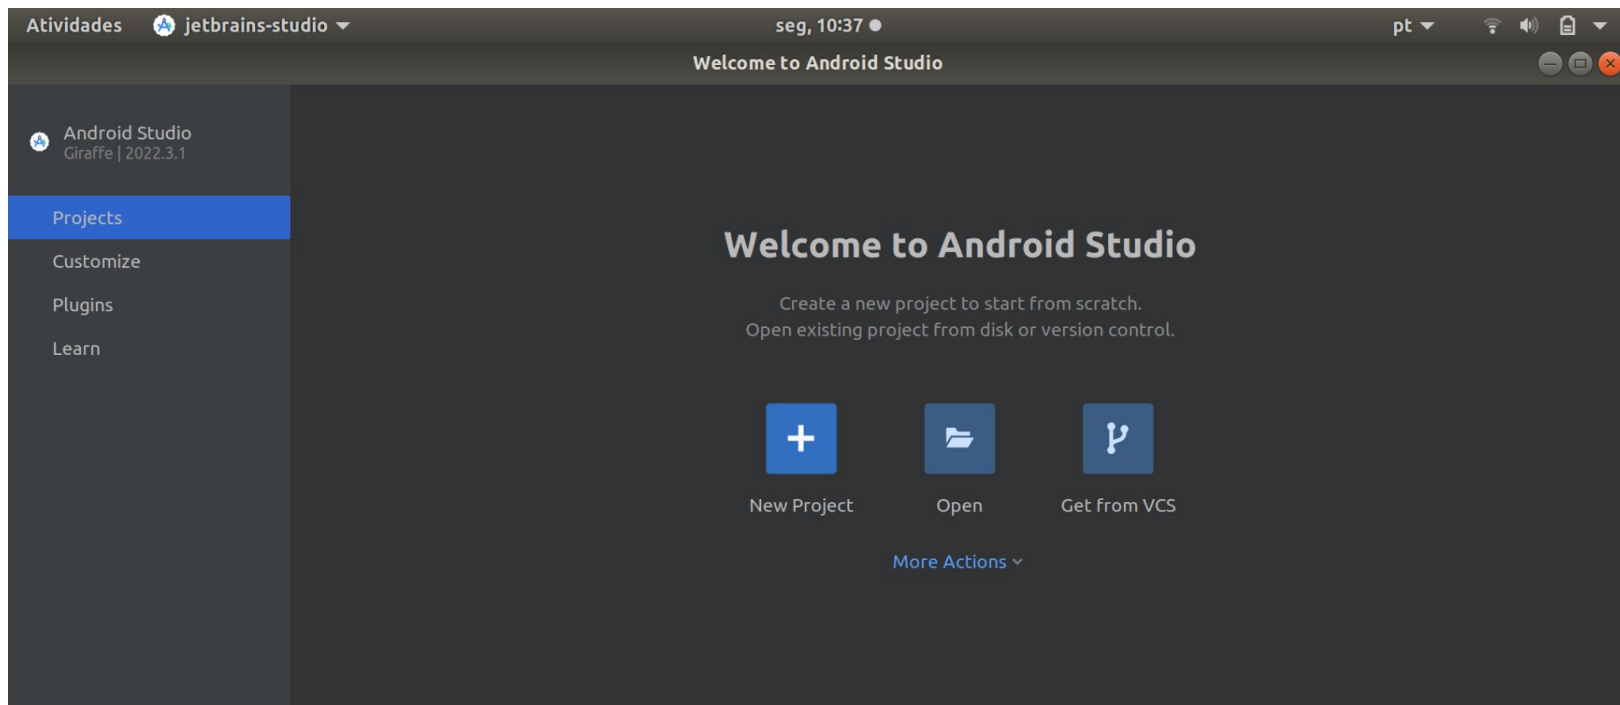 Atividades jetbrains-studio seg, 10:37 pt
Welcome to Android Studio
Android Studio
Giraffe | 2022.3.1
Projects
Customize
Plugins
Learn
Welcome to Android Studio
Create a new project to start from scratch.
Open existing project from disk or version control.
New Project Open Get from VCS
More Actions